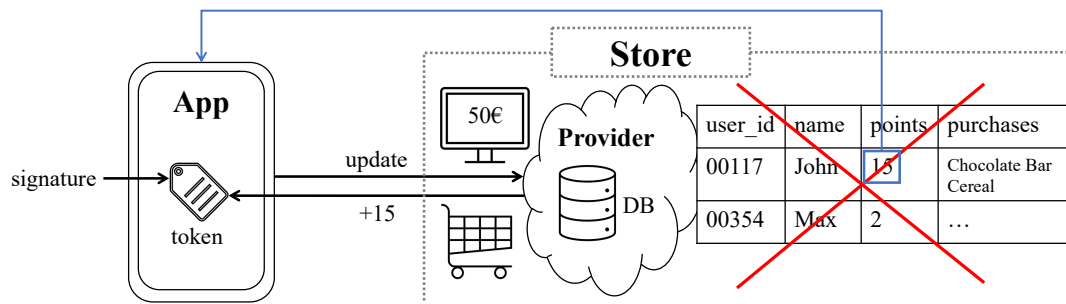 Store
App
50€
Provider
user_id name points purchases
00117 John 15 Chocolate Bar
Cereal
00354 Max 2 …
update
signature
+15
DB
token